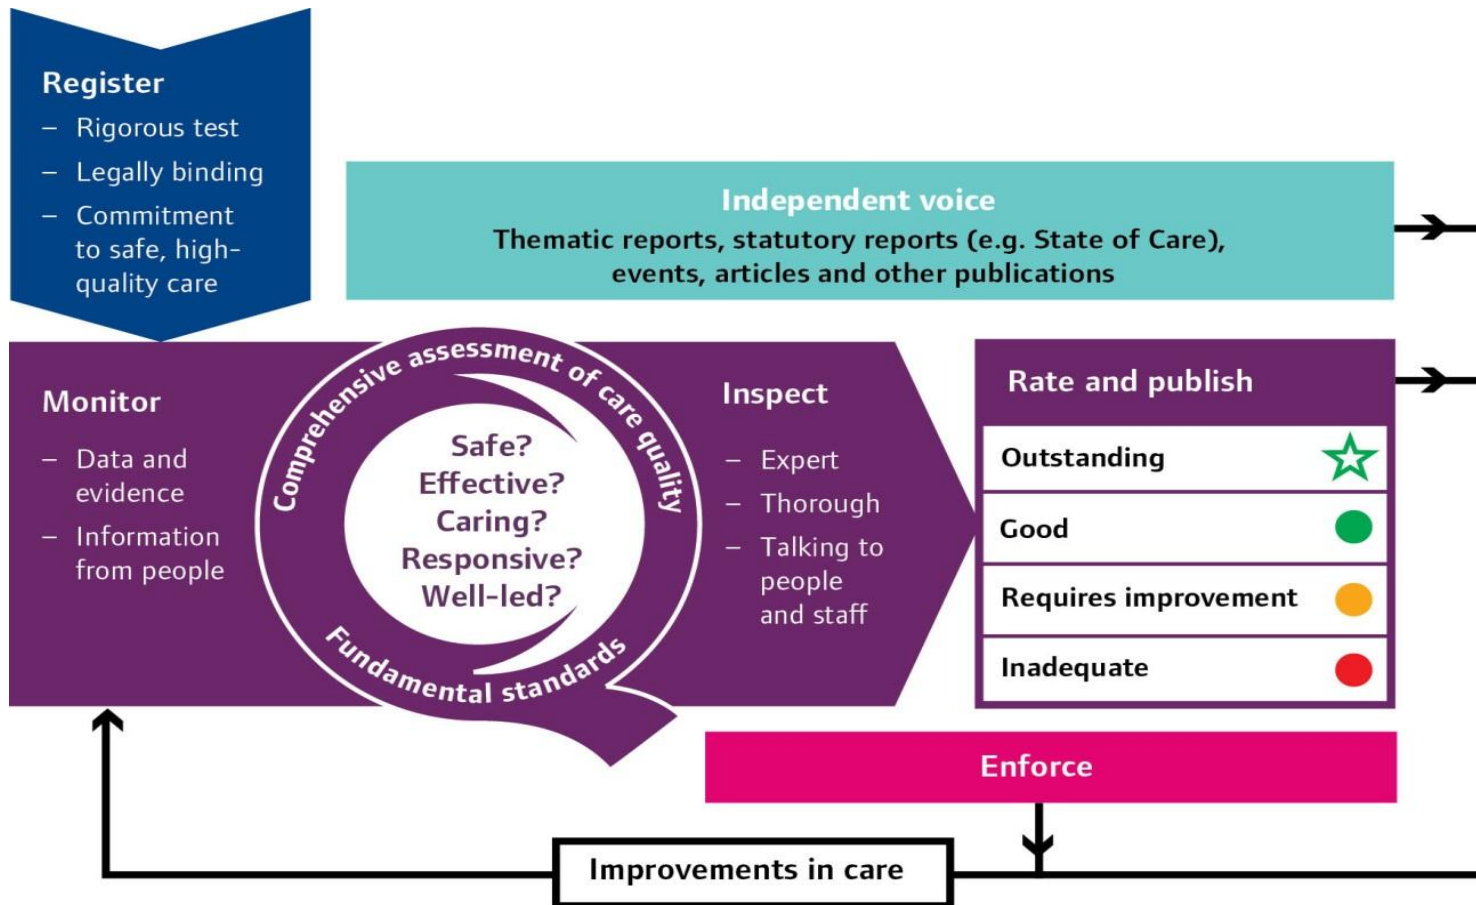 Register
– Rigorous test
– Legally binding
– Commitment
to safe, high-
quality care
Independent voice
Thematic reports, statutory reports (e.g. State of Care),
events, articles and other publications
Monitor
– Data and
evidence
– Information
from people
Comprehensive assessment of care quality
Safe?
Effective?
Caring?
Responsive?
Well-led?
Fundamental standards
Inspect
– Expert
– Thorough
– Talking to
people
and staff
Rate and publish
Outstanding
Good
Requires improvement
Inadequate
Enforce
Improvements in care